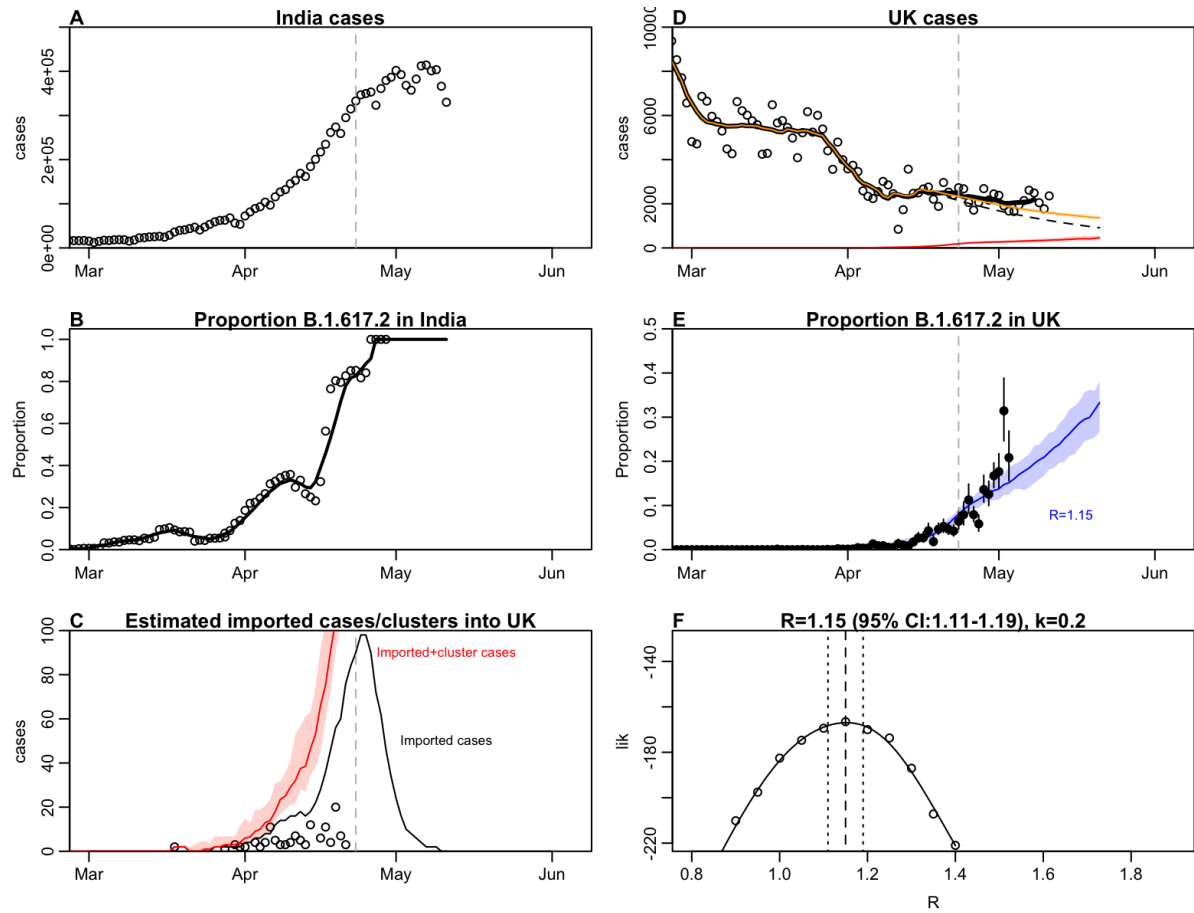 A India cases
cases
0e+00 2e+05 4e+05
Mar Apr May Jun
B Proportion B.1.617.2 in India
Proportion
0.0 0.2 0.4 0.6 0.8 1.0
Mar Apr May Jun
C Estimated imported cases/clusters into UK
cases
0 20 40 60 80 100
Imported+cluster cases
Imported cases
Mar Apr May Jun
D UK cases
cases
0 2000 6000 10000
Mar Apr May Jun
E Proportion B.1.617.2 in UK
Proportion
0.0 0.1 0.2 0.3 0.4 0.5
R=1.15
Mar Apr May Jun
F R=1.15 (95% CI:1.11-1.19), k=0.2
lik
-220 -180 -140
0.8 1.0 1.2 1.4 1.6 1.8
R